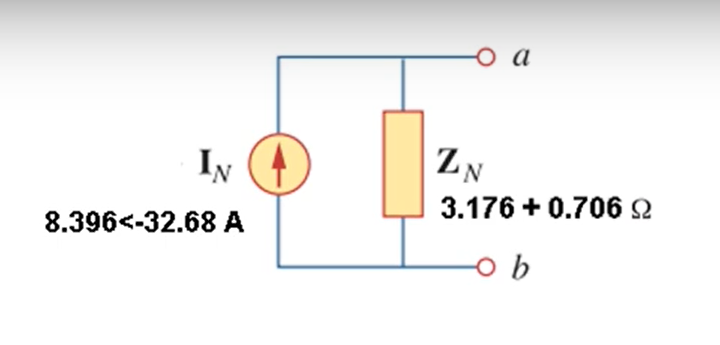 a
I_N
Z_N
8.396<-32.68 A
3.176 + 0.706 Ω
b